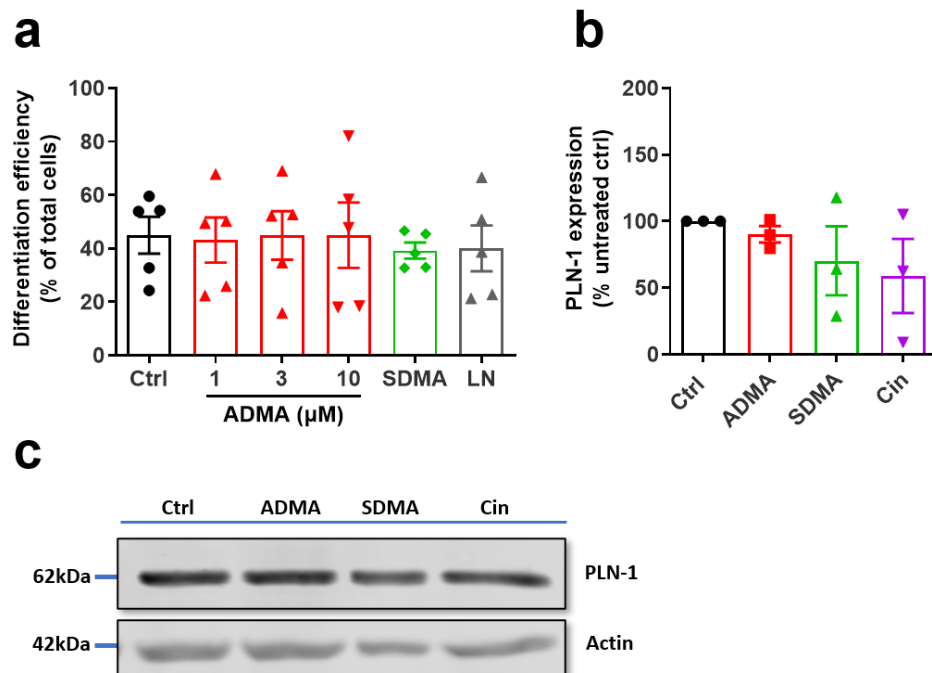 a
Differentiation efficiency
(% of total cells)
100
80
60
40
20
0
Ctrl 1 3 10 SDMA LN
ADMA (µM)
b
PLN-1 expression
(% untreated ctrl)
200
150
100
50
0
Ctrl ADMA SDMA Cin
c
Ctrl ADMA SDMA Cin
62kDa PLN-1
42kDa Actin